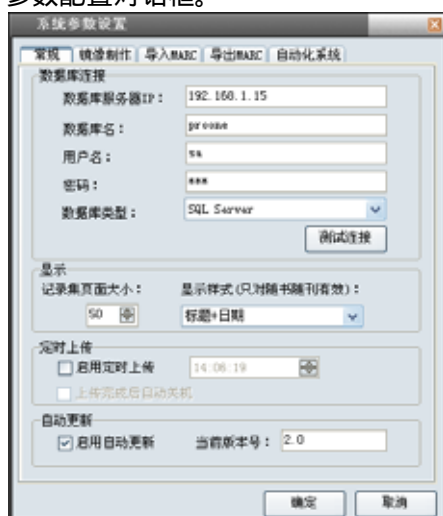 参数配置对话框。
系统参数设置
常规 镜像制作 导入MARC 导出MARC 自动化系统
数据库连接
数据库服务器IP： 192.168.1.15
数据库名： preone
用户名： sa
密码： ***
数据库类型： SQL Server
测试连接
显示
记录集页面大小： 显示样式(只对随书随刊有效)：
50 标题+日期
定时上传
启用定时上传 14:06:19
上传完成后自动关机
自动更新
启用自动更新 当前版本号： 2.0
确定 取消